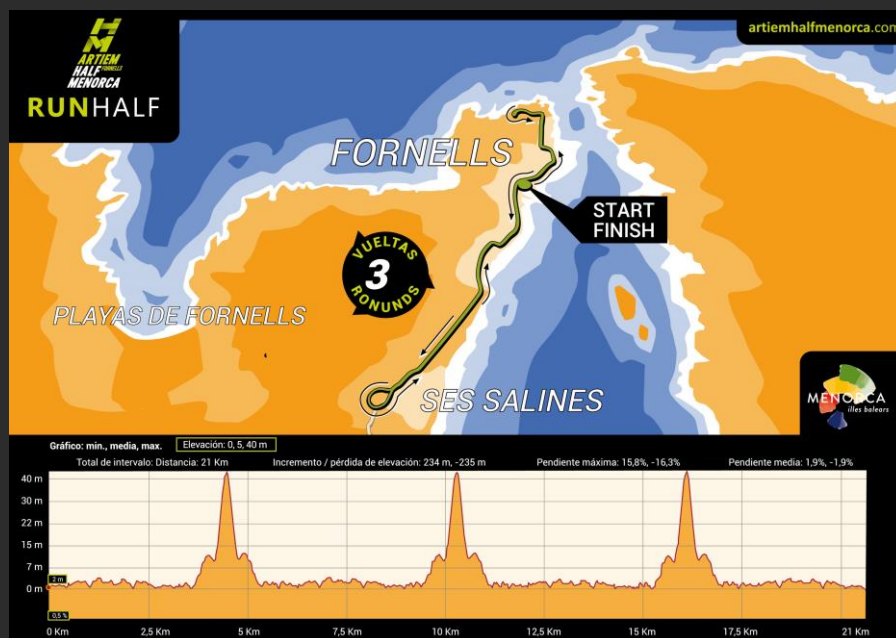 HM
ARTIEM
HALF FORNELLS
MENORCA
RUNHALF
artiemhalfmenorca.com
FORNELLS
START
FINISH
VUELTAS
3
RONUNDS
PLAYAS DE FORNELLS
SES SALINES
MENORCA
illes balears
Gráfico: min., media, max. Elevación: 0, 5, 40 m
Total de intervalo: Distancia: 21 Km Incremento / pérdida de elevación: 234 m, -235 m Pendiente máxima: 15,8%, -16,3% Pendiente media: 1,9%, -1,9%
40 m
30 m
22 m
15 m
7 m
2 m
0 m
0,5 %
0 Km 2,5 Km 5 Km 7,5 Km 10 Km 12,5 Km 15 Km 17,5 Km 21 Km